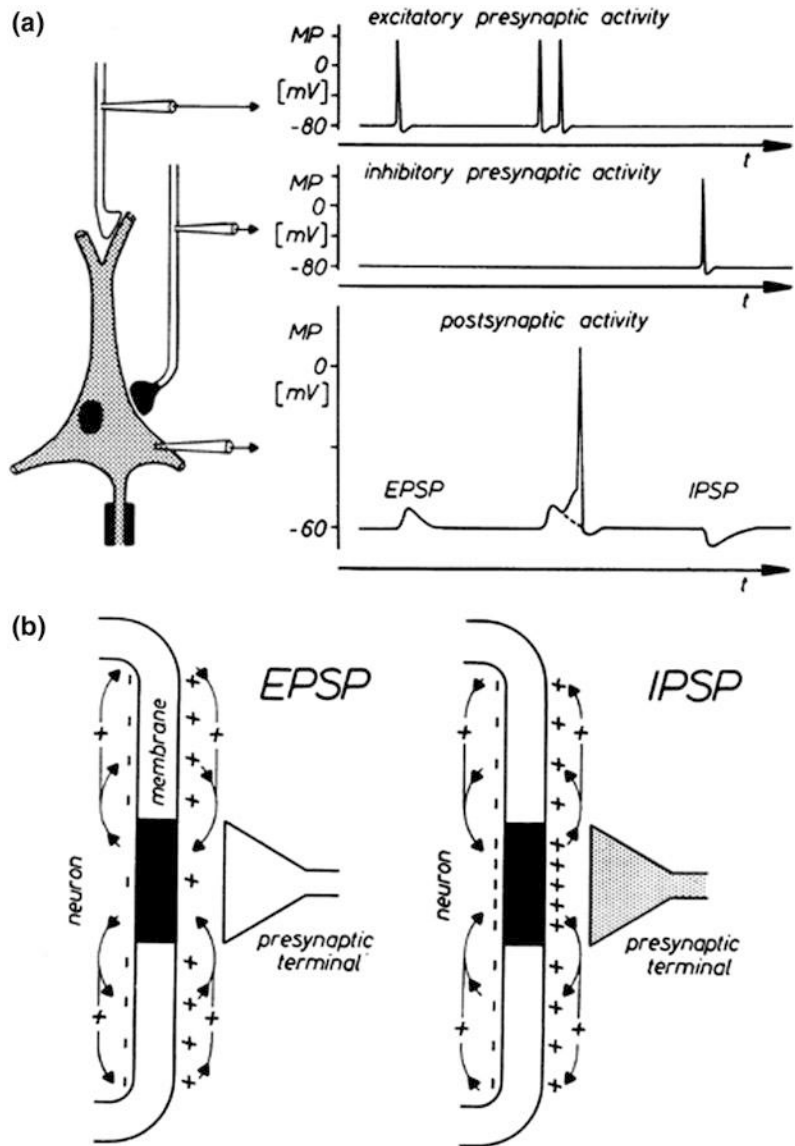 (a)
excitatory presynaptic activity
MP
0
[mV]
-80
t
inhibitory presynaptic activity
MP
0
[mV]
-80
t
postsynaptic activity
MP
0
[mV]
EPSP
IPSP
-60
t
(b)
EPSP
membrane
neuron
presynaptic
terminal
IPSP
neuron
presynaptic
terminal